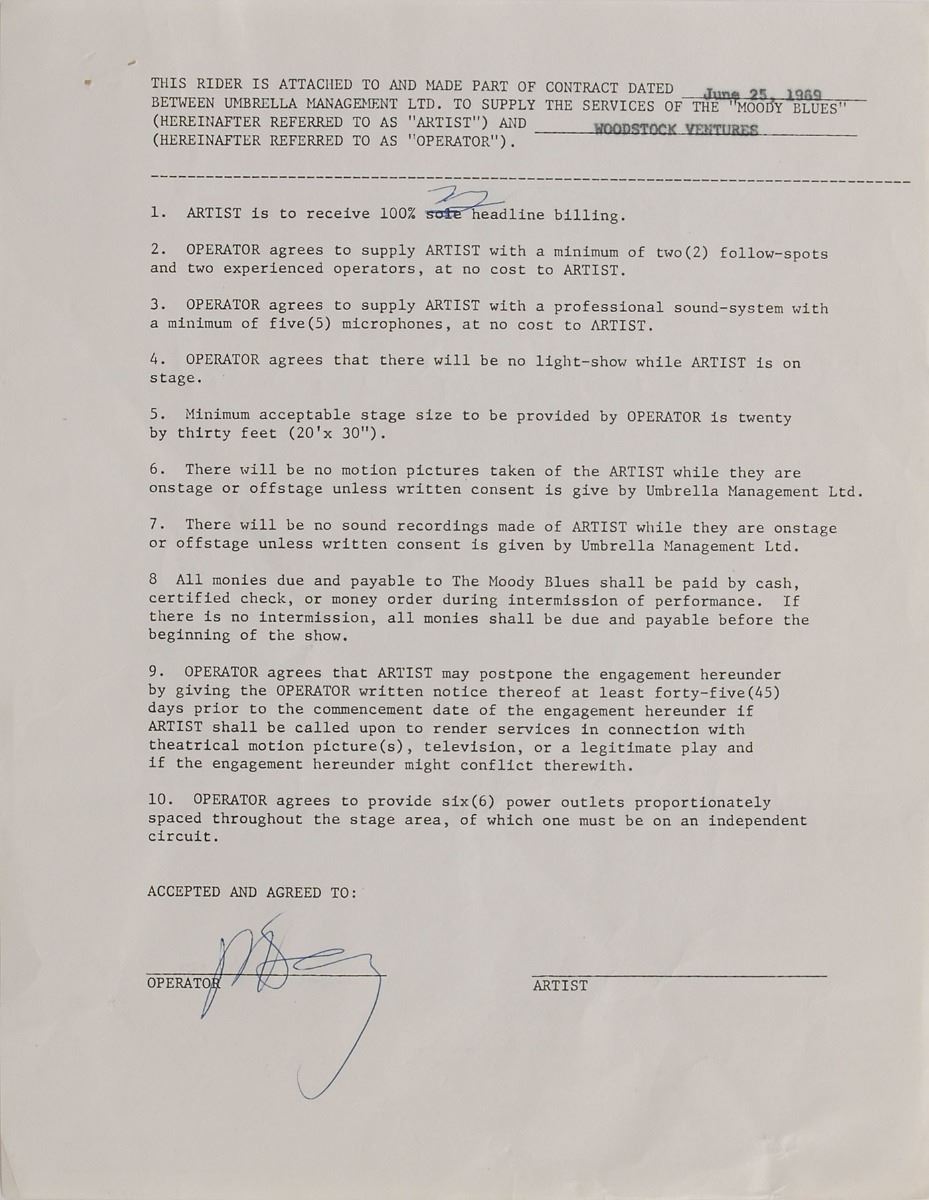 THIS RIDER IS ATTACHED TO AND MADE PART OF CONTRACT DATED June 25, 1969
BETWEEN UMBRELLA MANAGEMENT LTD. TO SUPPLY THE SERVICES OF THE "MOODY BLUES"
(HEREINAFTER REFERRED TO AS "ARTIST") AND WOODSTOCK VENTURES
(HEREINAFTER REFERRED TO AS "OPERATOR").
1. ARTIST is to receive 100% sole headline billing.
2. OPERATOR agrees to supply ARTIST with a minimum of two(2) follow-spots
and two experienced operators, at no cost to ARTIST.
3. OPERATOR agrees to supply ARTIST with a professional sound-system with
a minimum of five(5) microphones, at no cost to ARTIST.
4. OPERATOR agrees that there will be no light-show while ARTIST is on
stage.
5. Minimum acceptable stage size to be provided by OPERATOR is twenty
by thirty feet (20'x 30").
6. There will be no motion pictures taken of the ARTIST while they are
onstage or offstage unless written consent is give by Umbrella Management Ltd.
7. There will be no sound recordings made of ARTIST while they are onstage
or offstage unless written consent is given by Umbrella Management Ltd.
8 All monies due and payable to The Moody Blues shall be paid by cash,
certified check, or money order during intermission of performance. If
there is no intermission, all monies shall be due and payable before the
beginning of the show.
9. OPERATOR agrees that ARTIST may postpone the engagement hereunder
by giving the OPERATOR written notice thereof at least forty-five(45)
days prior to the commencement date of the engagement hereunder if
ARTIST shall be called upon to render services in connection with
theatrical motion picture(s), television, or a legitimate play and
if the engagement hereunder might conflict therewith.
10. OPERATOR agrees to provide six(6) power outlets proportionately
spaced throughout the stage area, of which one must be on an independent
circuit.
ACCEPTED AND AGREED TO:
OPERATOR
ARTIST